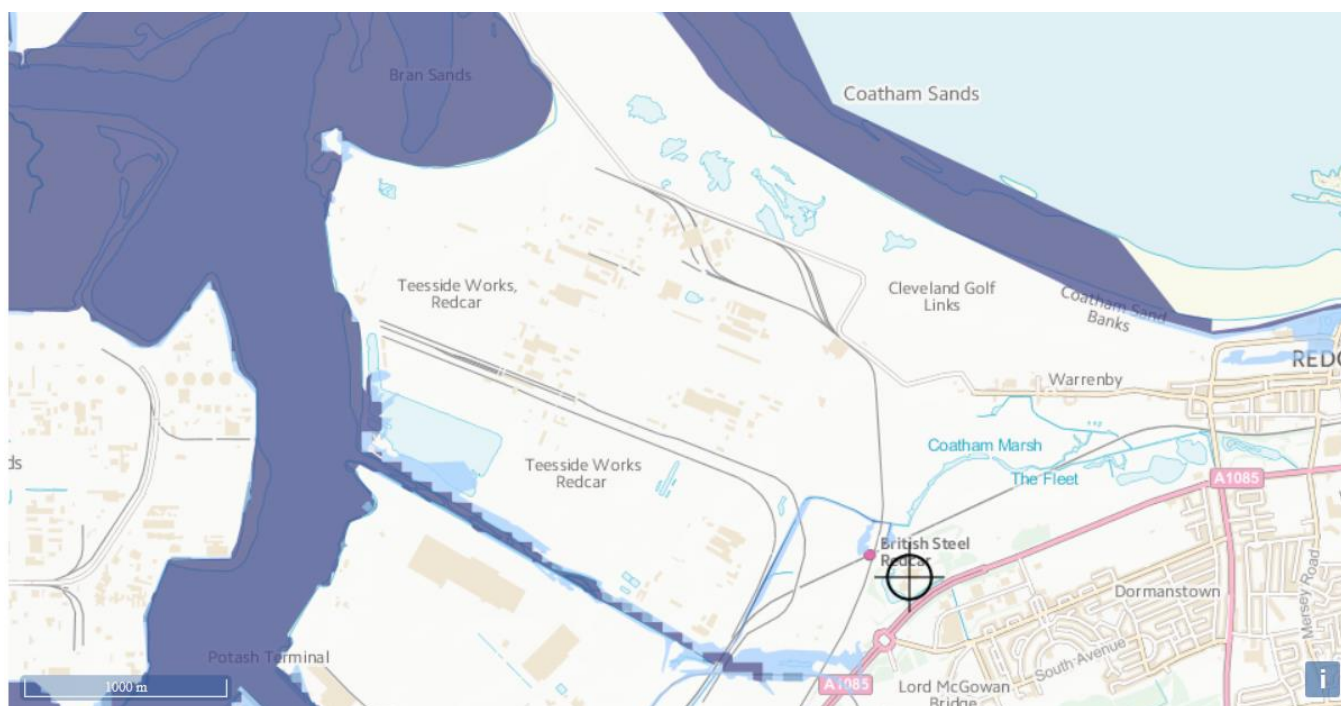 Bran Sands
Coatham Sands
Teesside Works,
Redcar
Cleveland Golf
Links
Coatham Sand
Banks
REDC
Warrenby
Coatham Marsh
The Fleet
A1085
ds
Teesside Works
Redcar
British Steel
Redcar
Dormanstown
Mersey Road
South Avenue
Potash Terminal
1000 m
A1085
Lord McGowan
Bridge
i